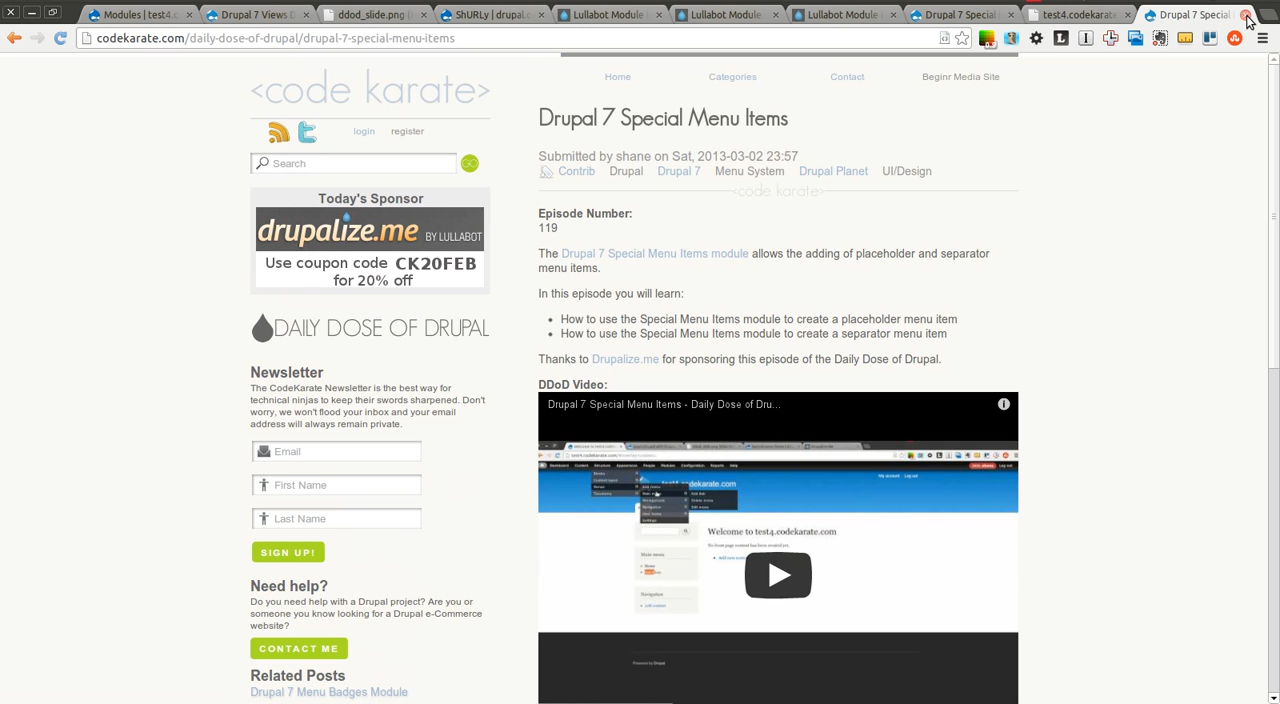 Modules | test4.c
Drupal 7 Views D
ddod_slide.png (i
ShURLy | drupal.c
Lullabot Module
Lullabot Module
Lullabot Module
Drupal 7 Special
test4.codekarate
Drupal 7 Special
codekarate.com/daily-dose-of-drupal/drupal-7-special-menu-items
<code karate>
login register
Search
GO
Today's Sponsor
drupalize.me BY LULLABOT
Use coupon code CK20FEB
for 20% off
DAILY DOSE OF DRUPAL
Newsletter
The CodeKarate Newsletter is the best way for
technical ninjas to keep their swords sharpened. Don't
worry, we won't flood your inbox and your email
address will always remain private.
Email
First Name
Last Name
SIGN UP!
Need help?
Do you need help with a Drupal project? Are you or
someone you know looking for a Drupal e-Commerce
website?
CONTACT ME
Related Posts
Drupal 7 Menu Badges Module
Home Categories Contact Beginr Media Site
Drupal 7 Special Menu Items
Submitted by shane on Sat, 2013-03-02 23:57
Contrib Drupal Drupal 7 Menu System Drupal Planet UI/Design
<code karate>
Episode Number:
119
The Drupal 7 Special Menu Items module allows the adding of placeholder and separator
menu items.
In this episode you will learn:
How to use the Special Menu Items module to create a placeholder menu item
How to use the Special Menu Items module to create a separator menu item
Thanks to Drupalize.me for sponsoring this episode of the Daily Dose of Drupal.
DDoD Video:
Drupal 7 Special Menu Items - Daily Dose of Dru...
test4.codekarate.com
Welcome to test4.codekarate.com
Main menu
Navigation